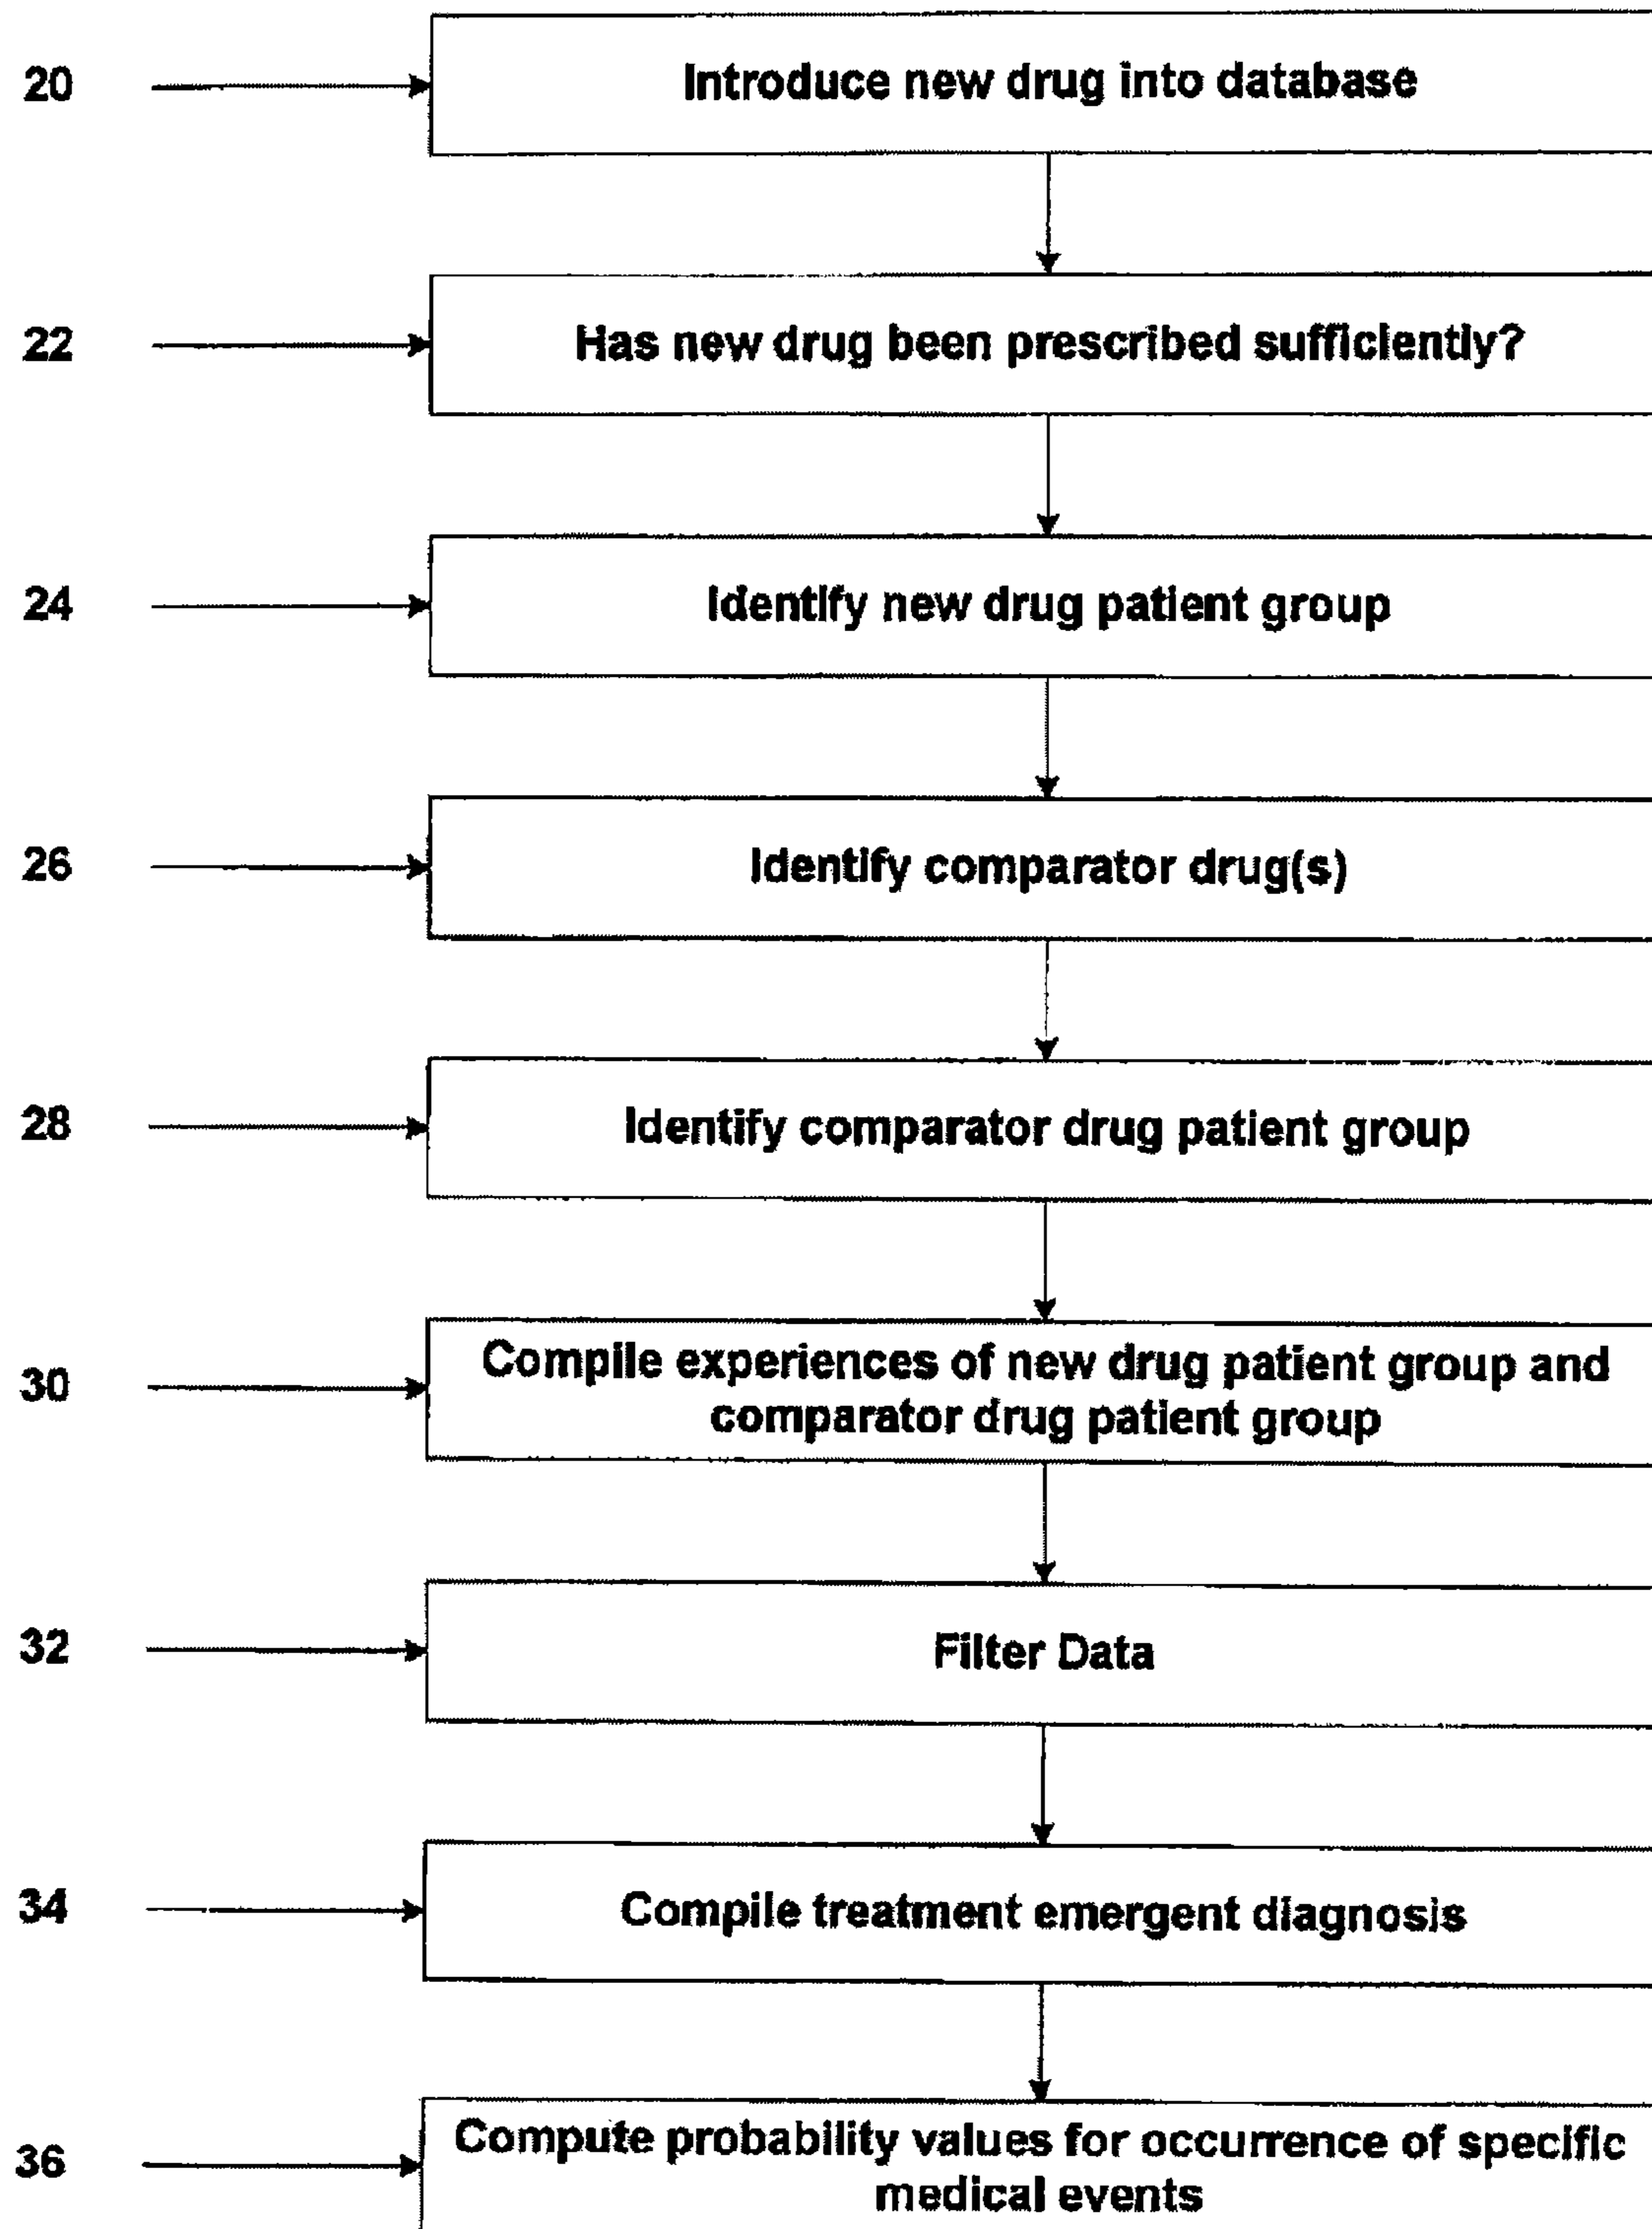 20 Introduce new drug into database
22 Has new drug been prescribed sufficiently?
24 Identify new drug patient group
26 Identify comparator drug(s)
28 Identify comparator drug patient group
30 Compile experiences of new drug patient group and
comparator drug patient group
32 Filter Data
34 Compile treatment emergent diagnosis
36 Compute probability values for occurrence of specific
medical events